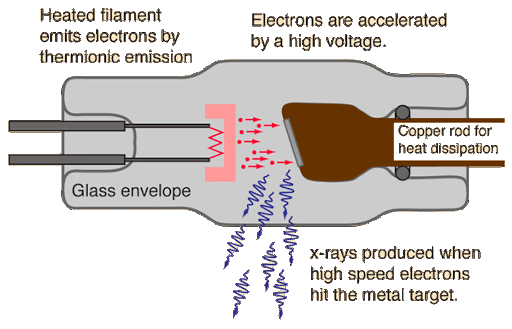 Heated filament
emits electrons by
thermionic emission
Electrons are accelerated
by a high voltage.
Copper rod for
heat dissipation
Glass envelope
x-rays produced when
high speed electrons
hit the metal target.